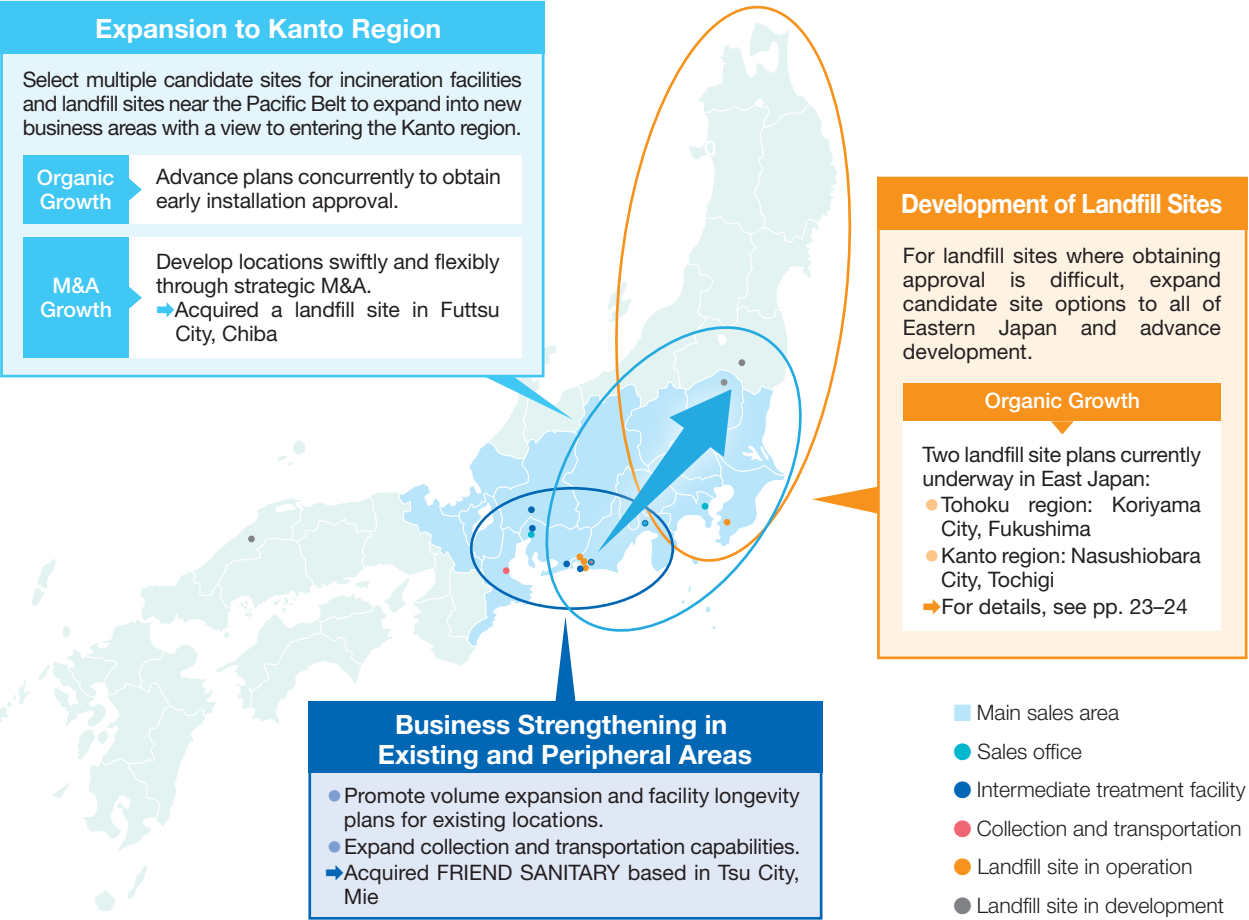 Expansion to Kanto Region
Select multiple candidate sites for incineration facilities
and landfill sites near the Pacific Belt to expand into new
business areas with a view to entering the Kanto region.
Organic
Growth
Advance plans concurrently to obtain
early installation approval.
M&A
Growth
Develop locations swiftly and flexibly
through strategic M&A.
➡Acquired a landfill site in Futtsu
City, Chiba
Development of Landfill Sites
For landfill sites where obtaining
approval is difficult, expand
candidate site options to all of
Eastern Japan and advance
development.
Organic Growth
Two landfill site plans currently
underway in East Japan:
●Tohoku region: Koriyama
City, Fukushima
●Kanto region: Nasushiobara
City, Tochigi
➡For details, see pp. 23–24
Business Strengthening in
Existing and Peripheral Areas
●Promote volume expansion and facility longevity
plans for existing locations.
●Expand collection and transportation capabilities.
➡Acquired FRIEND SANITARY based in Tsu City,
Mie
Main sales area
Sales office
Intermediate treatment facility
Collection and transportation
Landfill site in operation
Landfill site in development